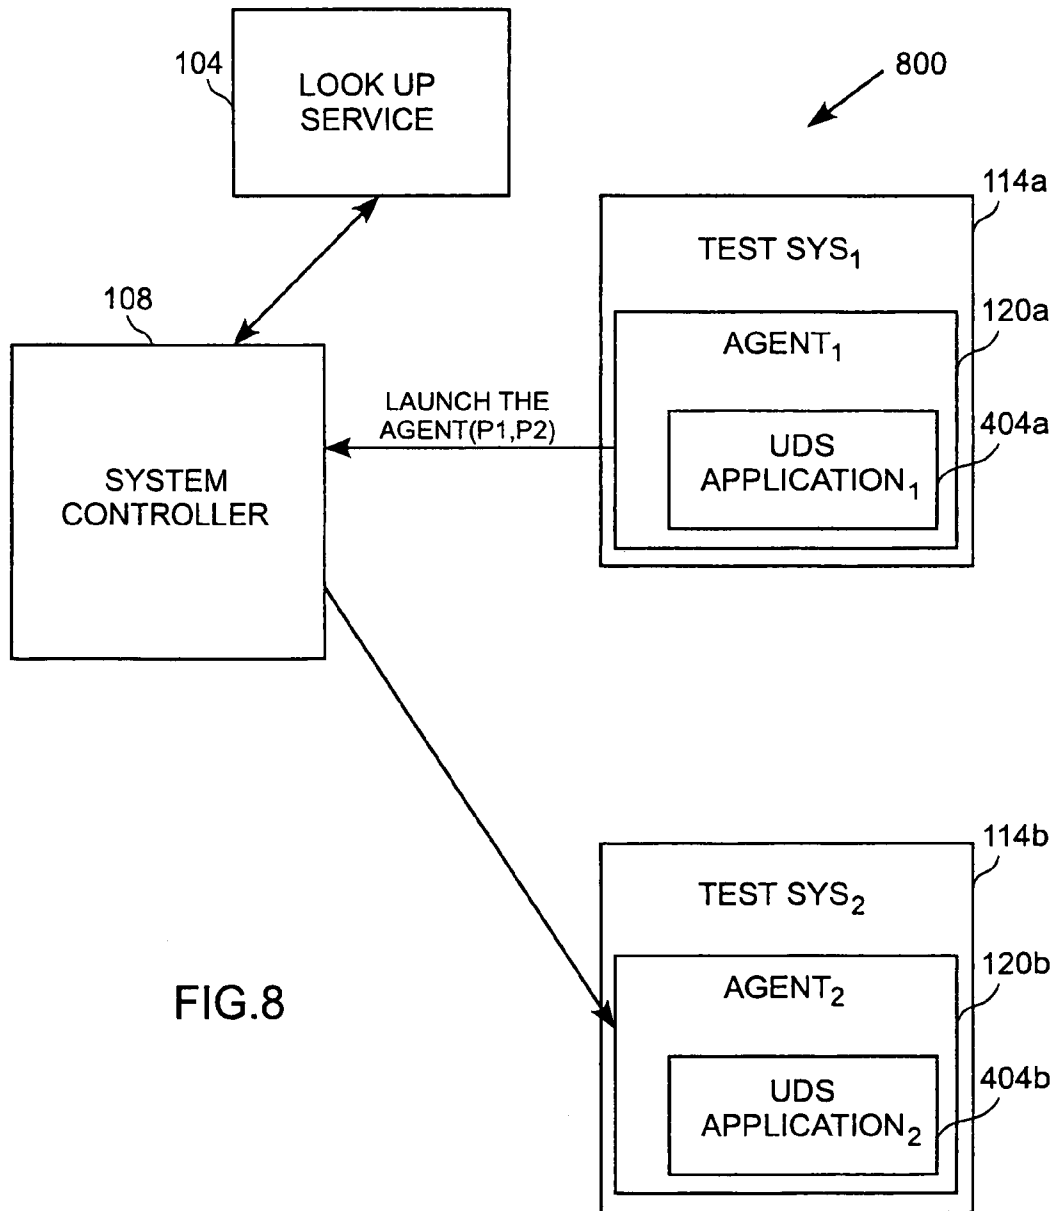 104
LOOK UP
SERVICE
800
114a
TEST SYS₁
108
120a
AGENT₁
LAUNCH THE
AGENT(P1,P2)
404a
UDS
APPLICATION₁
SYSTEM
CONTROLLER
114b
TEST SYS₂
120b
AGENT₂
FIG.8
404b
UDS
APPLICATION₂